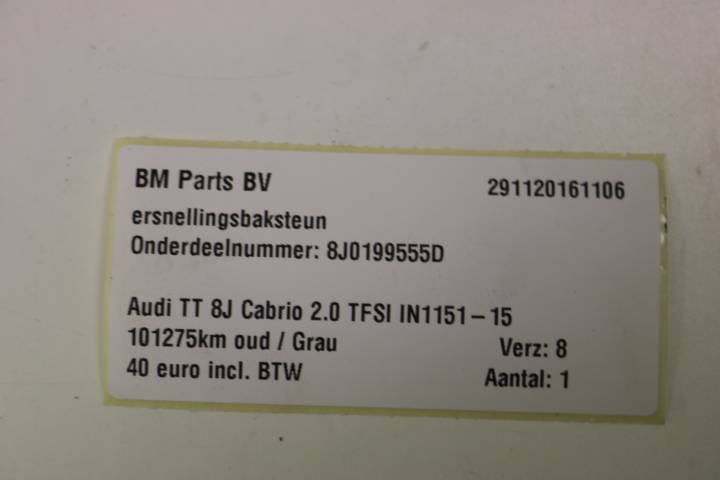 BM Parts BV 291120161106
ersnellingsbaksteun
Onderdeelnummer: 8J0199555D
Audi TT 8J Cabrio 2.0 TFSI IN1151-15
101275km oud / Grau Verz: 8
40 euro incl. BTW Aantal: 1